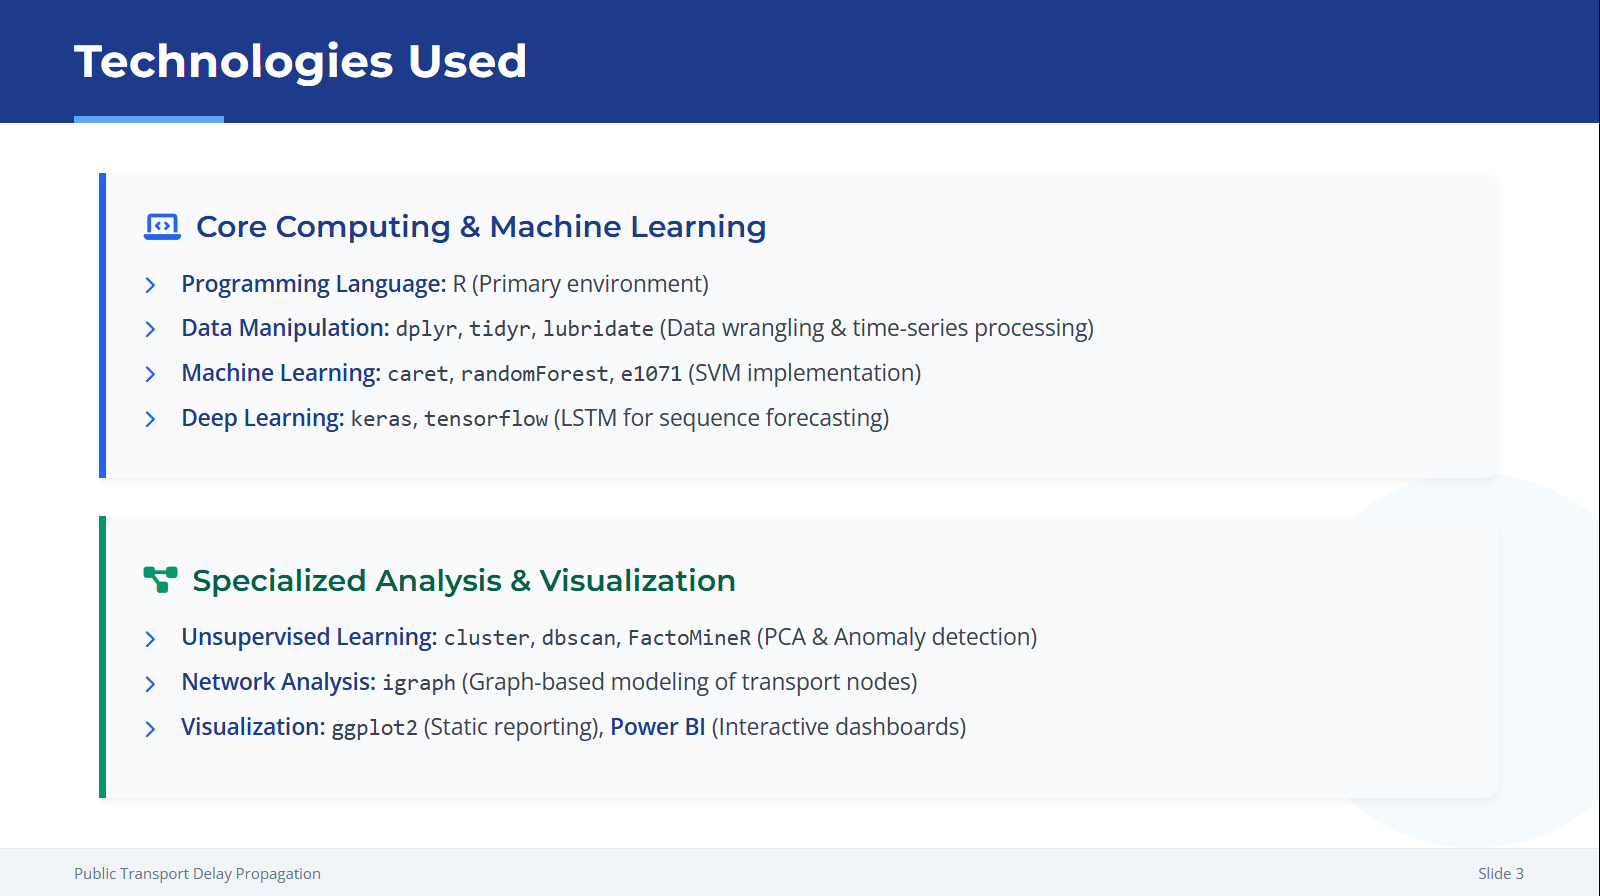 Technologies Used
Core Computing & Machine Learning
Programming Language: R (Primary environment)
Data Manipulation: dplyr, tidyr, lubridate (Data wrangling & time-series processing)
Machine Learning: caret, randomForest, e1071 (SVM implementation)
Deep Learning: keras, tensorflow (LSTM for sequence forecasting)
Specialized Analysis & Visualization
Unsupervised Learning: cluster, dbscan, FactoMineR (PCA & Anomaly detection)
Network Analysis: igraph (Graph-based modeling of transport nodes)
Visualization: ggplot2 (Static reporting), Power BI (Interactive dashboards)
Public Transport Delay Propagation
Slide 3